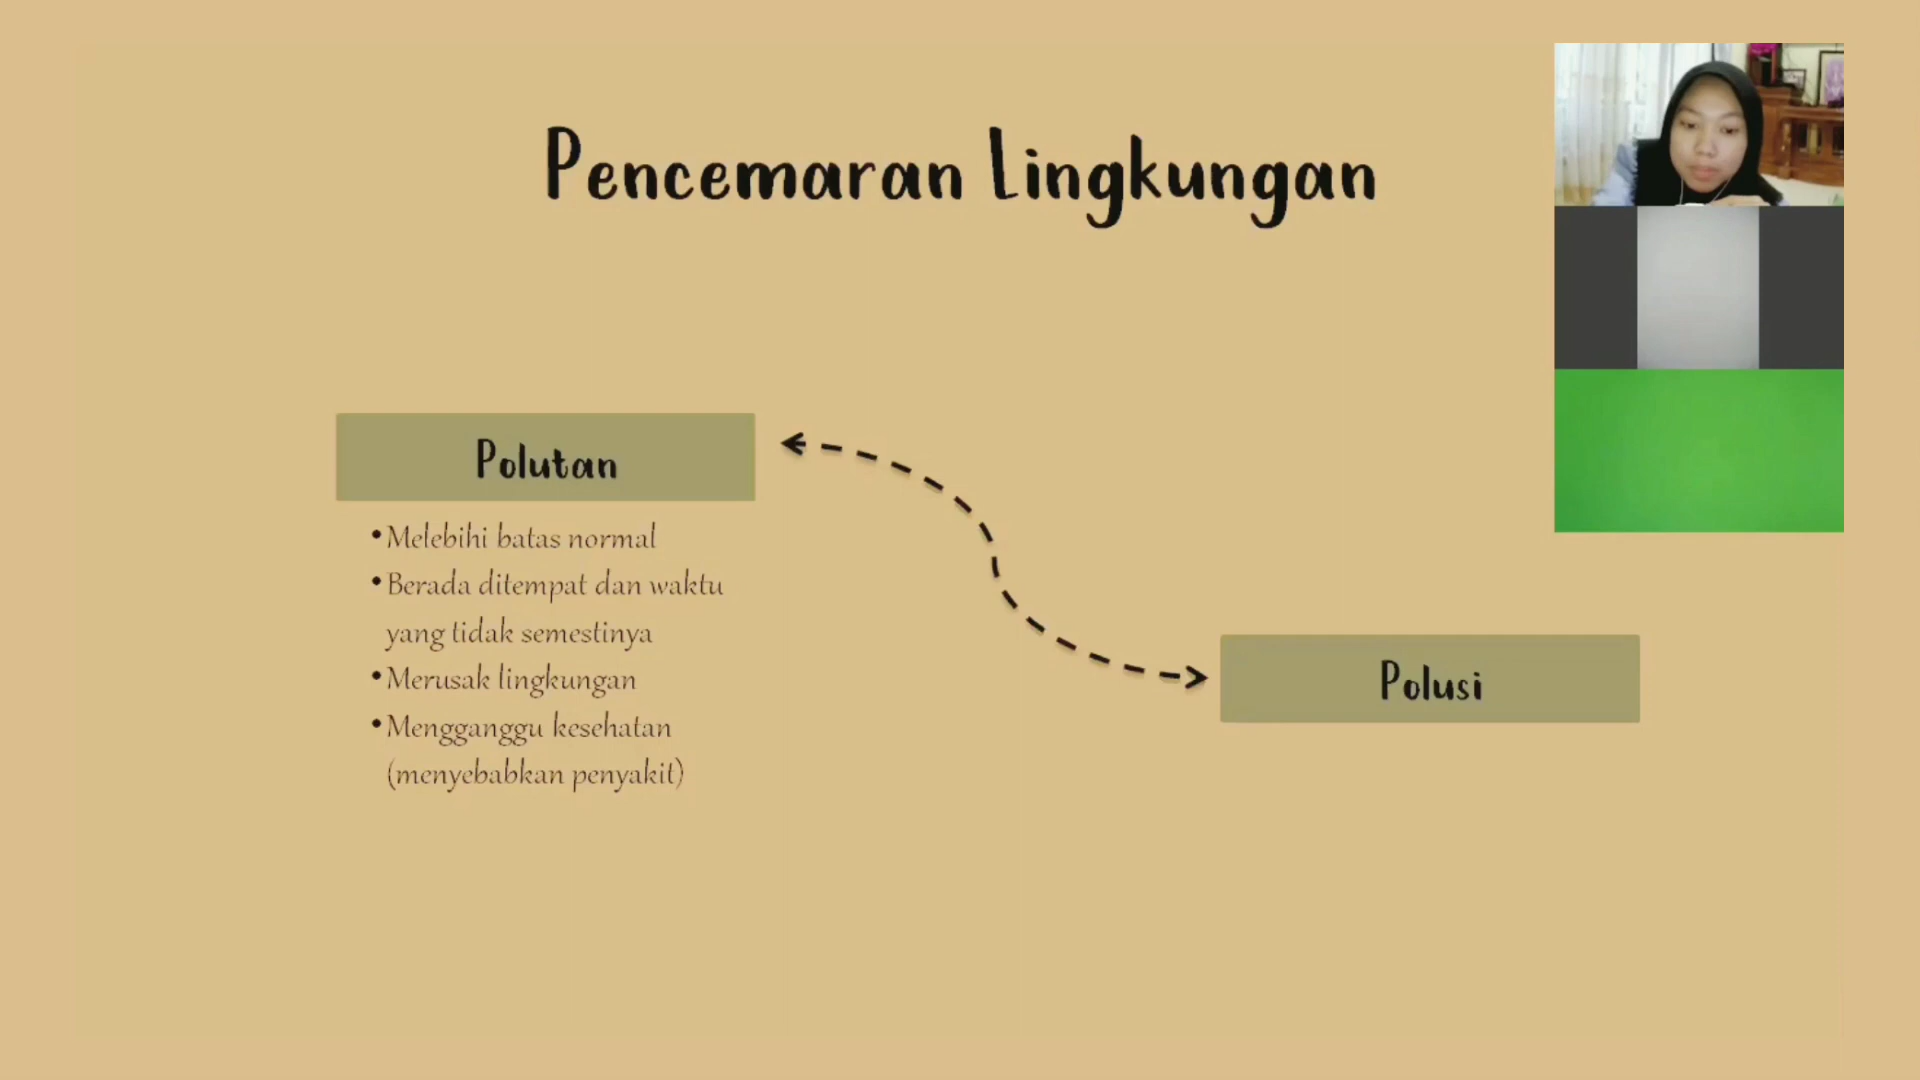 Pencemaran Lingkungan
Polutan
•Melebihi batas normal
•Berada ditempat dan waktu
yang tidak semestinya
•Merusak lingkungan
•Mengganggu kesehatan
(menyebabkan penyakit)
Polusi